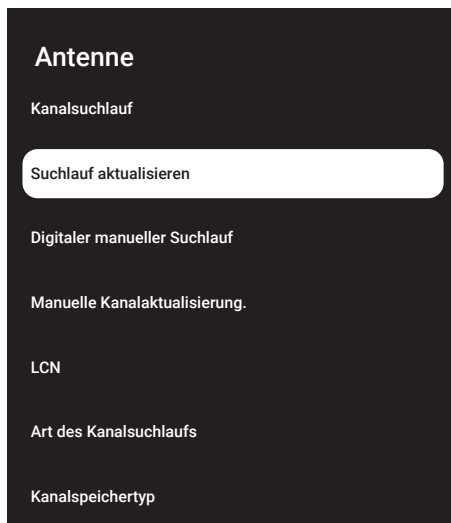 Antenne
Kanalsuchlauf
Suchlauf aktualisieren
Digitaler manueller Suchlauf
Manuelle Kanalaktualisierung.
LCN
Art des Kanalsuchlaufs
Kanalspeichertyp